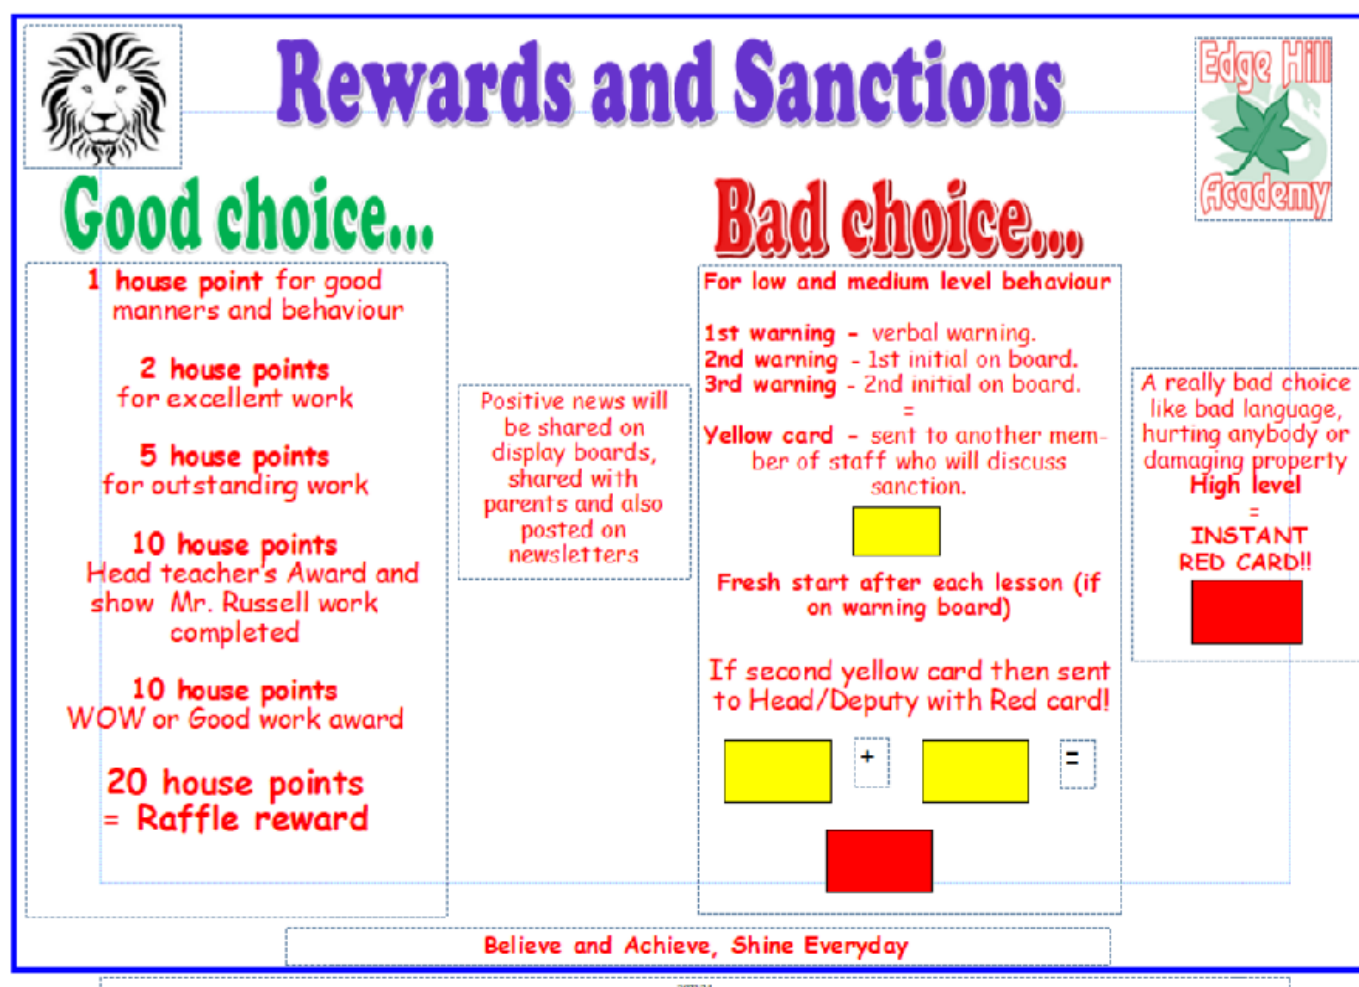 Rewards and Sanctions
Edge Hill
Academy
Good choice...
1 house point for good
manners and behaviour
2 house points
for excellent work
5 house points
for outstanding work
10 house points
Head teacher's Award and
show Mr. Russell work
completed
10 house points
WOW or Good work award
20 house points
= Raffle reward
Positive news will
be shared on
display boards,
shared with
parents and also
posted on
newsletters
Bad choice...
For low and medium level behaviour
1st warning - verbal warning.
2nd warning - 1st initial on board.
3rd warning - 2nd initial on board.
=
Yellow card - sent to another mem-
ber of staff who will discuss
sanction.
Fresh start after each lesson (if
on warning board)
If second yellow card then sent
to Head/Deputy with Red card!
+ =
A really bad choice
like bad language,
hurting anybody or
damaging property
High level
=
INSTANT
RED CARD!!
Believe and Achieve, Shine Everyday